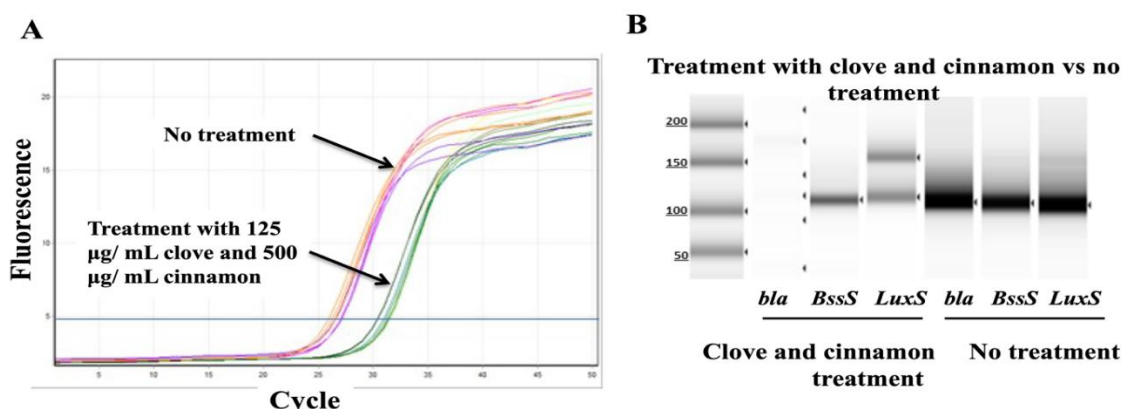 A
Fluorescence
20
15
10
5
No treatment
Treatment with 125
µg/ mL clove and 500
µg/ mL cinnamon
5
10
15
20
25
30
35
40
45
50
Cycle
B
Treatment with clove and cinnamon vs no
treatment
200
150
100
50
bla BssS LuxS bla BssS LuxS
Clove and cinnamon
treatment
No treatment